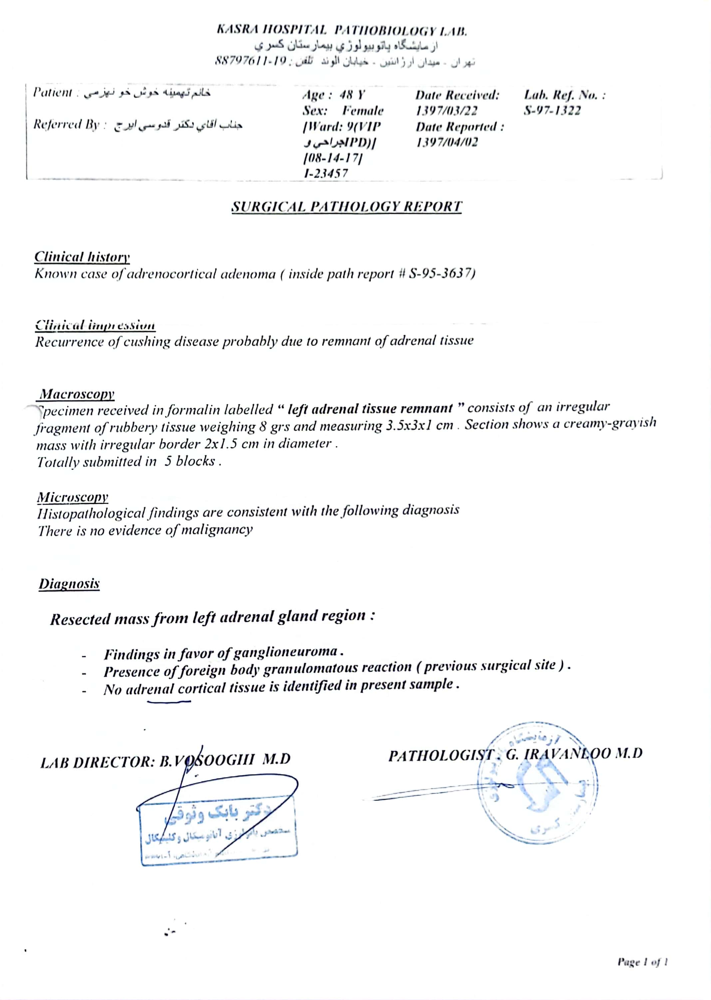 KASRA HOSPITAL PATHOBIOLOGY LAB.
ازمايشگاه پاتوبيولوژي بيمارستان كسري
تهران - ميدان ارژانتين - خيابان الوند تلفن : 19-88797611
Patient : خانم تهمينه خوش خو نهزمي
Age : 48 Y
Date Received:
Lab. Ref. No. :
Sex: Female
1397/03/22
S-97-1322
Referred By : جناب اقاي دكتر قدوسي ايرج
[Ward: 9(VIP
Date Reported :
جراحي و IPD)]
1397/04/02
[08-14-17]
I-23457
SURGICAL PATHOLOGY REPORT
Clinical history
Known case of adrenocortical adenoma ( inside path report # S-95-3637)
Clinical impression
Recurrence of cushing disease probably due to remnant of adrenal tissue
Macroscopy
Specimen received in formalin labelled “ left adrenal tissue remnant ” consists of an irregular
fragment of rubbery tissue weighing 8 grs and measuring 3.5x3x1 cm . Section shows a creamy-grayish
mass with irregular border 2x1.5 cm in diameter .
Totally submitted in 5 blocks .
Microscopy
Histopathological findings are consistent with the following diagnosis
There is no evidence of malignancy
Diagnosis
Resected mass from left adrenal gland region :
- Findings in favor of ganglioneuroma .
- Presence of foreign body granulomatous reaction ( previous surgical site ) .
- No adrenal cortical tissue is identified in present sample .
LAB DIRECTOR: B.VOSOOGHI M.D
PATHOLOGIST . G. IRAVANLOO M.D
دکتر بابک وثوقی
متخصص پاتولوژی آناتومیکال و کلینیکال
آزمایشگاه پاتوبیولوژی
بیمارستان کسری
Page 1 of 1